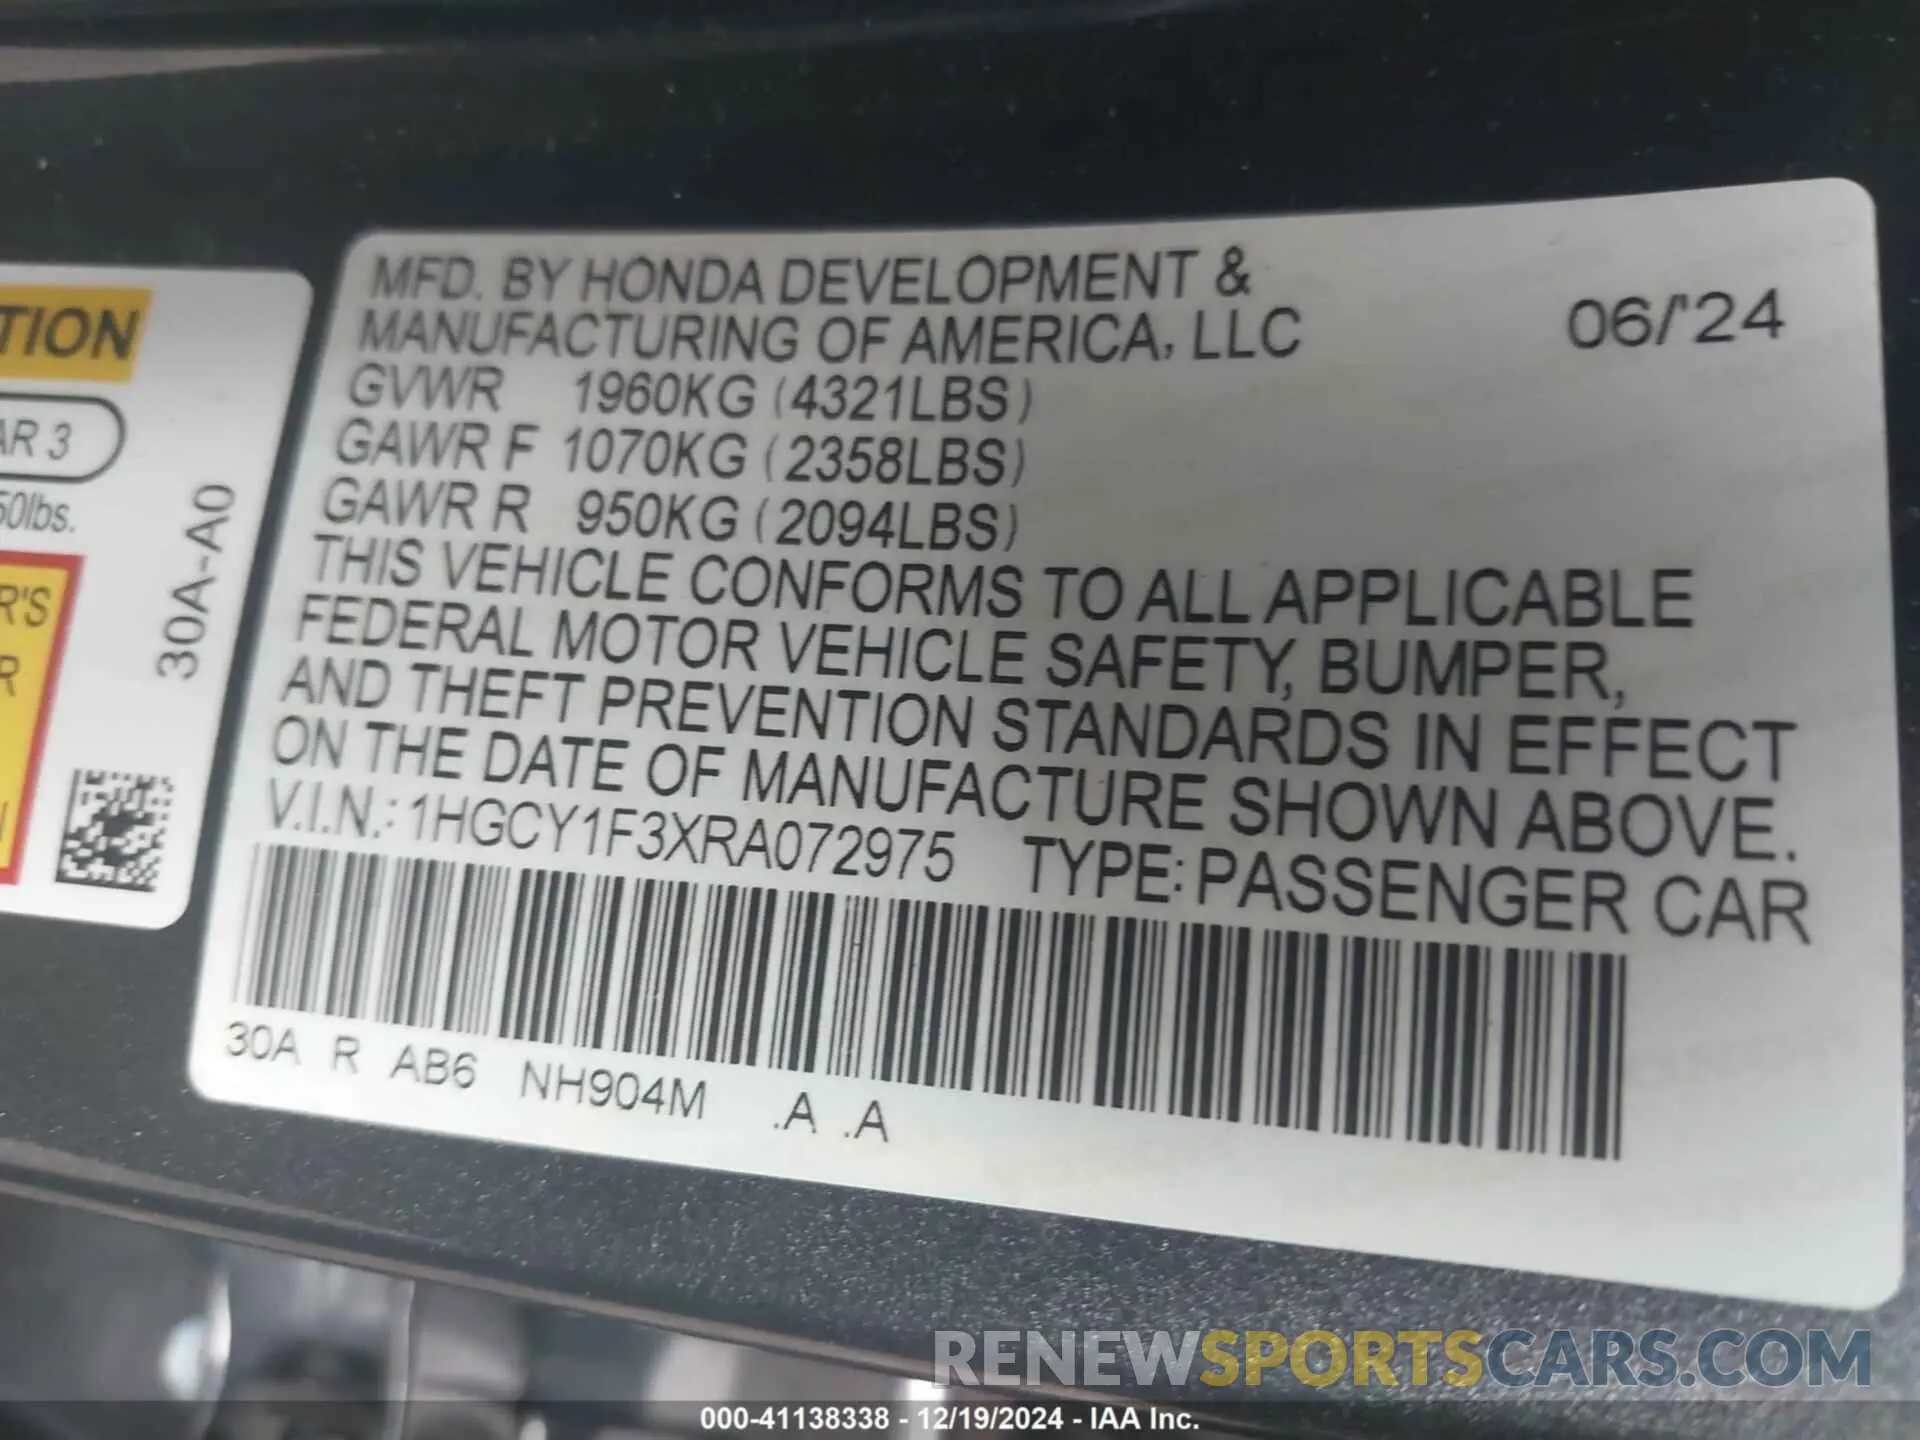 MFD. BY HONDA DEVELOPMENT &
MANUFACTURING OF AMERICA, LLC 06/'24
GVWR 1960KG (4321LBS)
GAWR F 1070KG (2358LBS)
GAWR R 950KG (2094LBS)
THIS VEHICLE CONFORMS TO ALL APPLICABLE
FEDERAL MOTOR VEHICLE SAFETY, BUMPER,
AND THEFT PREVENTION STANDARDS IN EFFECT
ON THE DATE OF MANUFACTURE SHOWN ABOVE.
V.I.N.: 1HGCY1F3XRA072975 TYPE: PASSENGER CAR
30A R AB6 NH904M .A .A
TION
AR 3
50lbs.
R'S
R
N
30A-A0
RENEWSPORTSCARS.COM
000-41138338 - 12/19/2024 - IAA Inc.